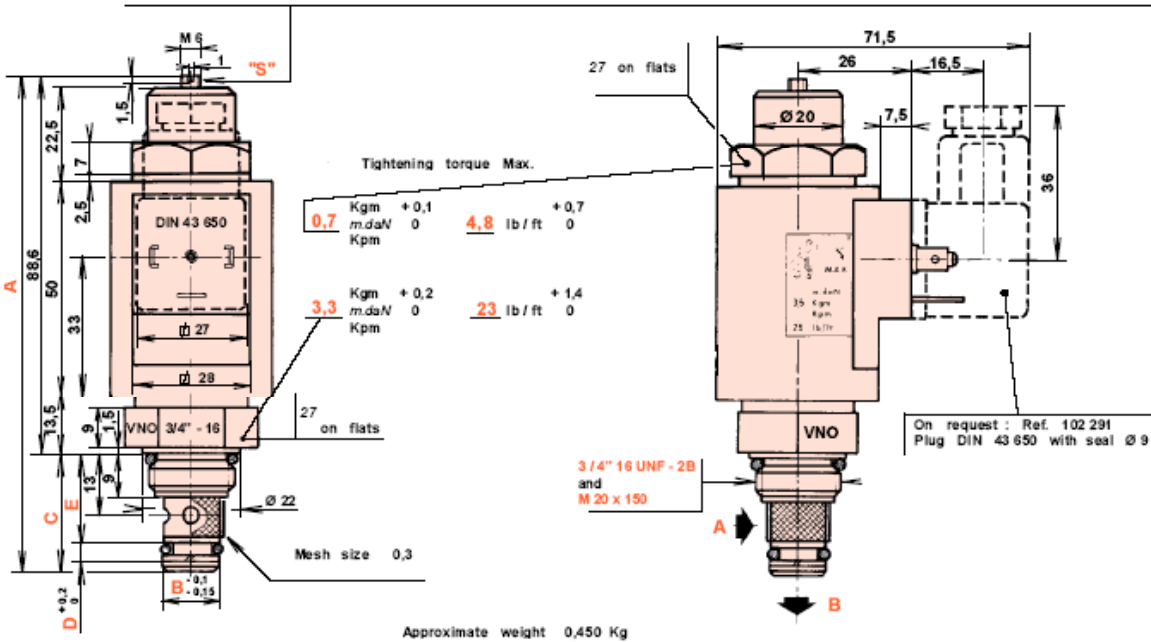 M 6
1
"S"
1,5
22,5
7
2,5
A
88,6
50
33
DIN 43 650
27
28
13,5
9
1,5
VNO 3/4" - 16
27
on flats
C
E
13
9
Ø 22
Mesh size 0,3
B -0,1
-0,15
D +0,2
0
Tightening torque Max.
0,7 Kgm + 0,1
m.daN 0
Kpm
4,8 lb / ft + 0,7
0
3,3 Kgm + 0,2
m.daN 0
Kpm
23 lb / ft + 1,4
0
Approximate weight 0,450 Kg
71,5
26
16,5
27 on flats
Ø 20
7,5
36
MAX
m.daN
Kgm
Kpm
VNO
3 / 4" 16 UNF - 2B
and
M 20 x 150
A
B
On request : Ref. 102 291
Plug DIN 43 650 with seal Ø 9